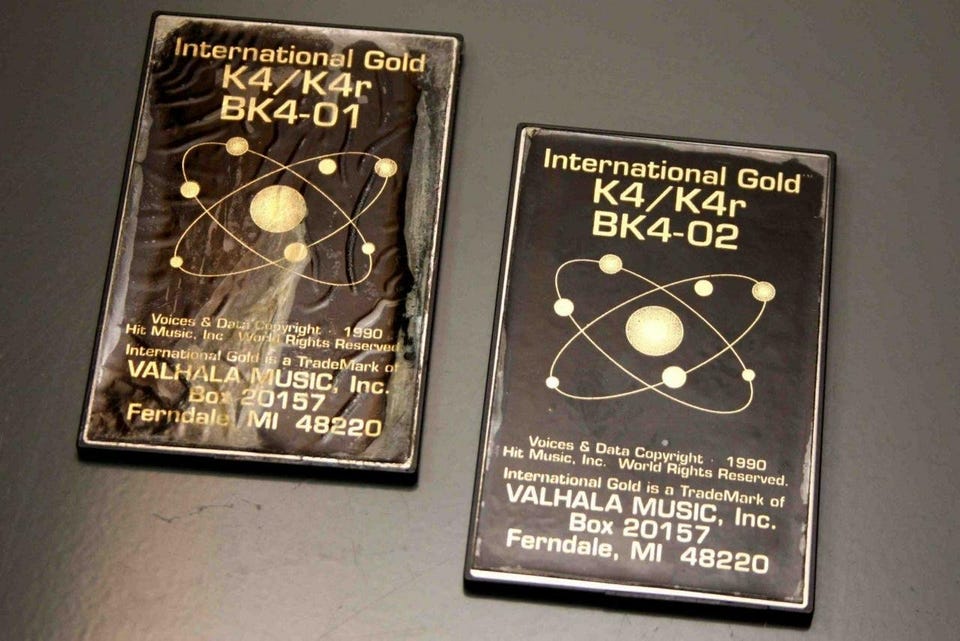 International Gold
K4/K4r
BK4-01
Voices & Data Copyright · 1990
Hit Music, Inc World Rights Reserved
International Gold is a TradeMark of
VALHALA MUSIC, Inc.
Box 20157
Ferndale, MI 48220
International Gold
K4/K4r
BK4-02
Voices & Data Copyright · 1990
Hit Music, Inc. World Rights Reserved.
International Gold is a TradeMark of
VALHALA MUSIC, Inc.
Box 20157
Ferndale, MI 48220